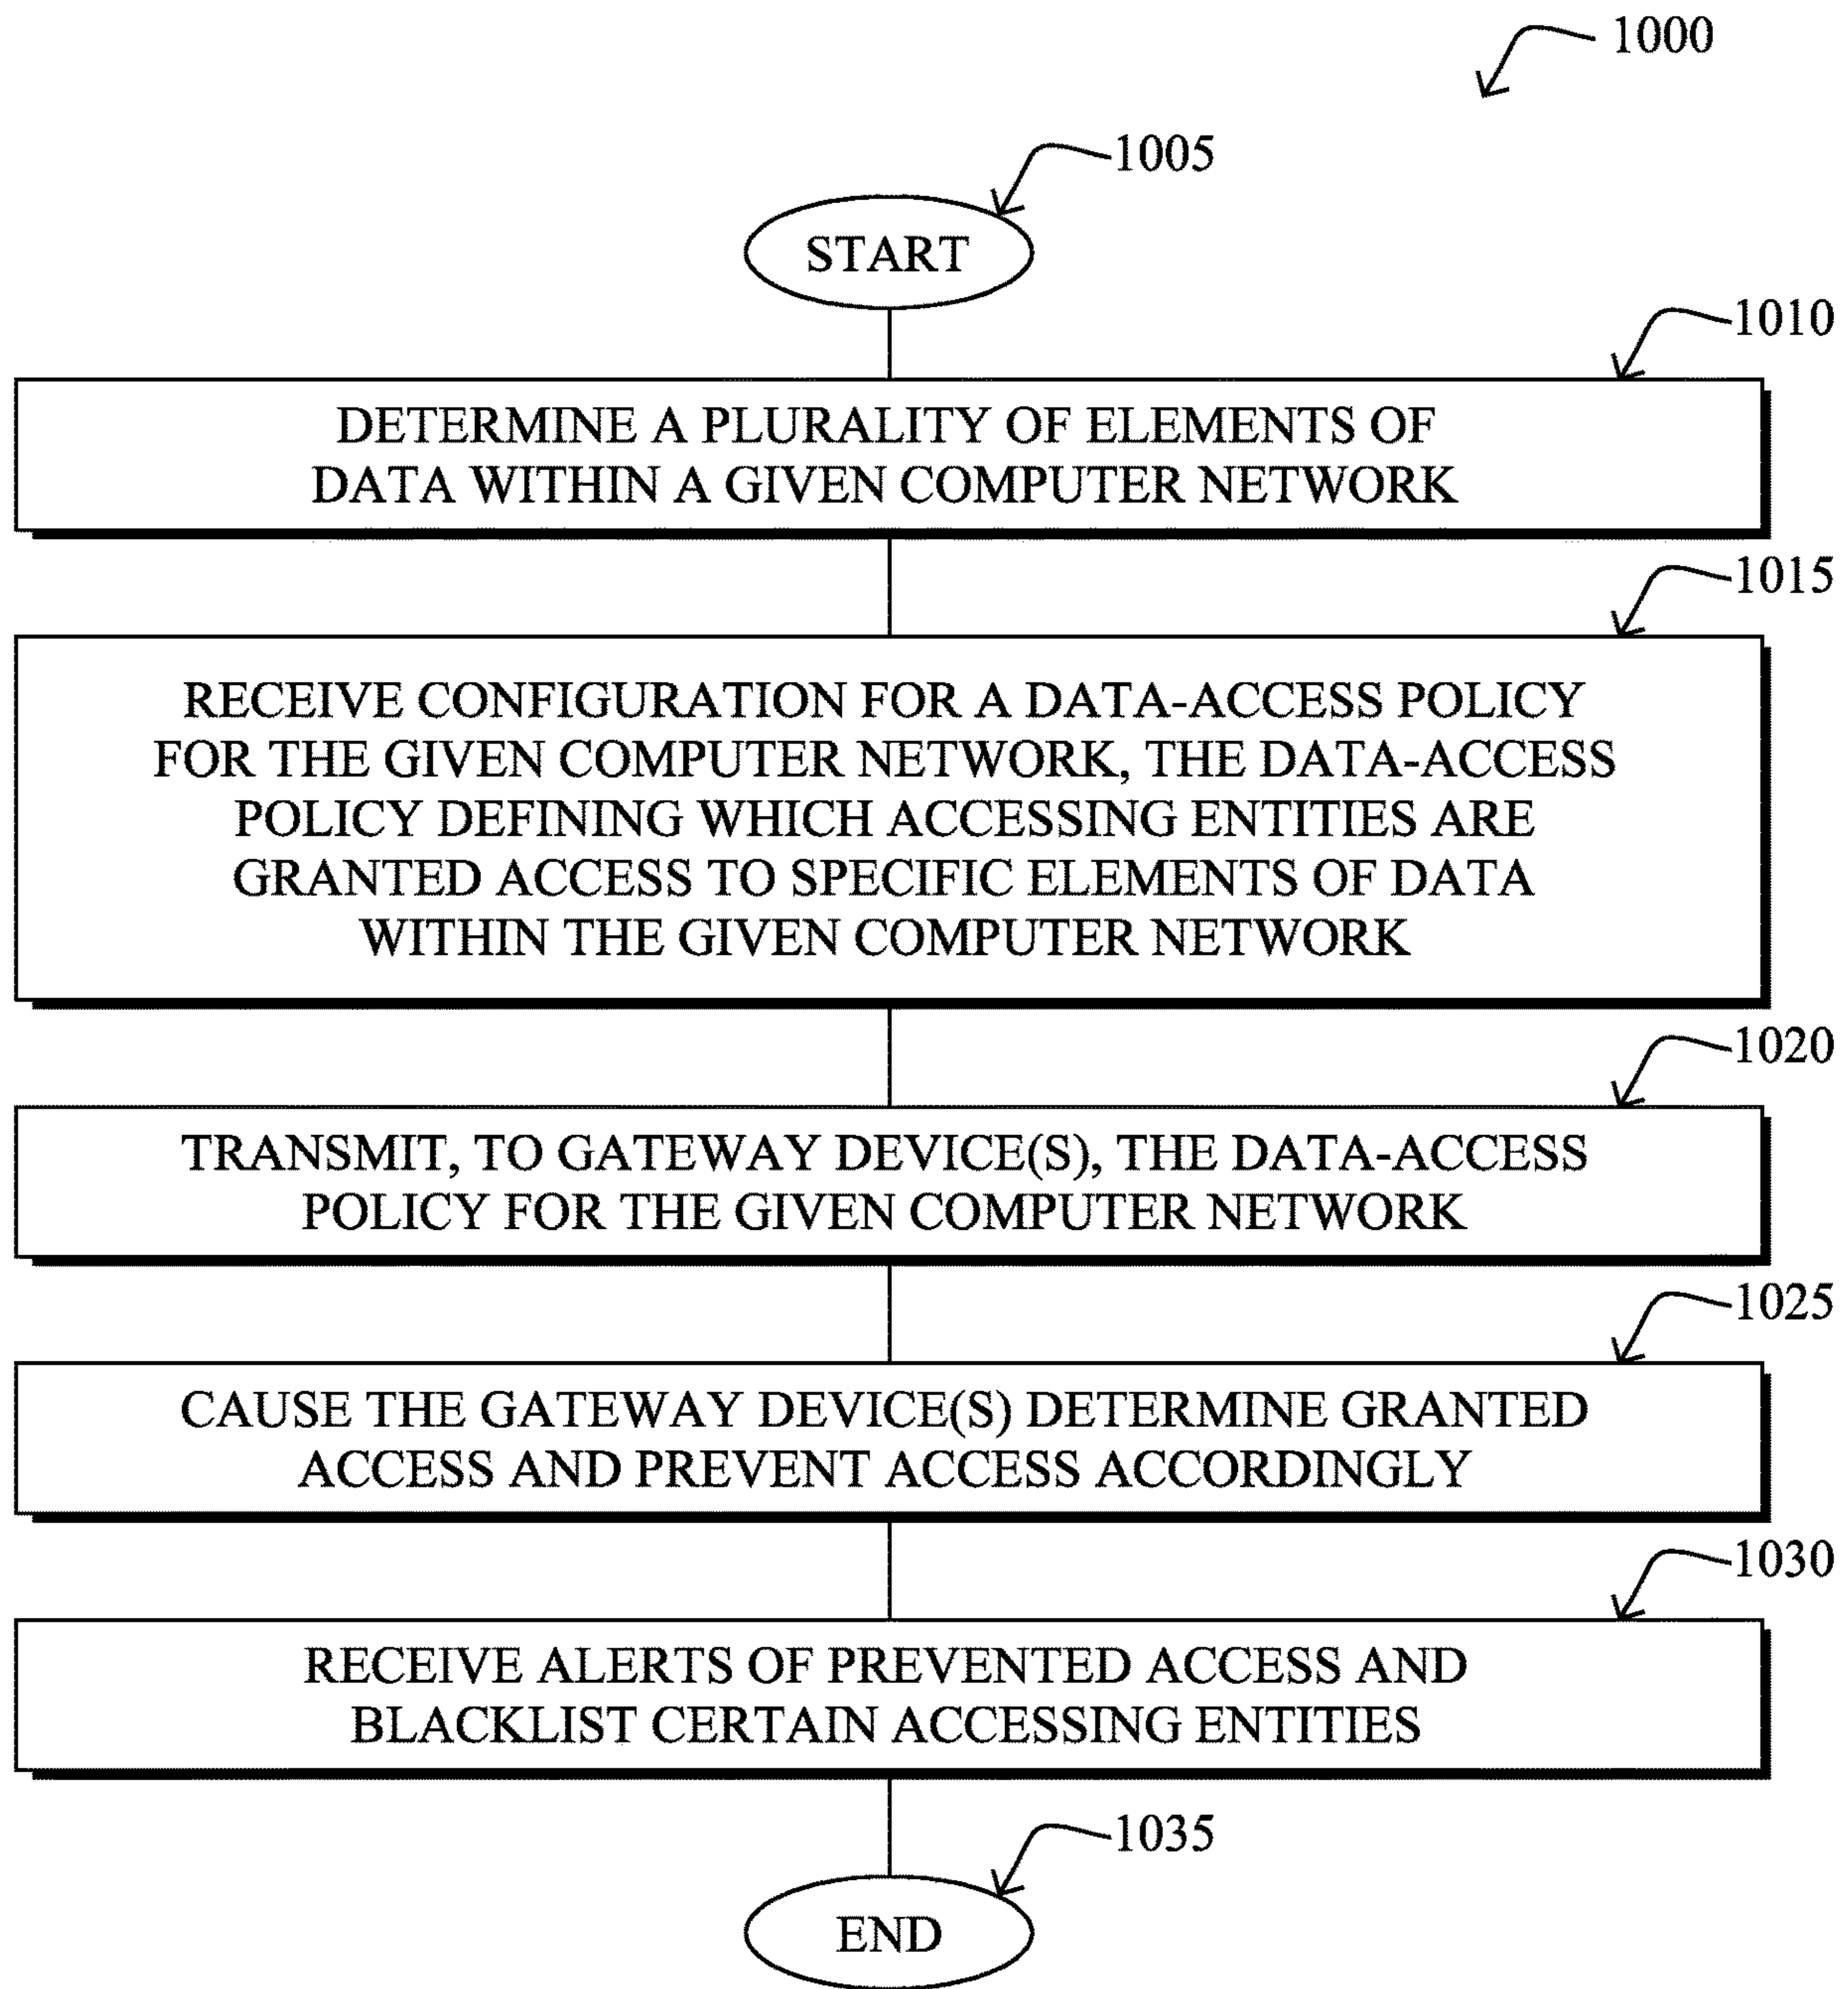 1000
1005
START
1010
DETERMINE A PLURALITY OF ELEMENTS OF
DATA WITHIN A GIVEN COMPUTER NETWORK
1015
RECEIVE CONFIGURATION FOR A DATA-ACCESS POLICY
FOR THE GIVEN COMPUTER NETWORK, THE DATA-ACCESS
POLICY DEFINING WHICH ACCESSING ENTITIES ARE
GRANTED ACCESS TO SPECIFIC ELEMENTS OF DATA
WITHIN THE GIVEN COMPUTER NETWORK
1020
TRANSMIT, TO GATEWAY DEVICE(S), THE DATA-ACCESS
POLICY FOR THE GIVEN COMPUTER NETWORK
1025
CAUSE THE GATEWAY DEVICE(S) DETERMINE GRANTED
ACCESS AND PREVENT ACCESS ACCORDINGLY
1030
RECEIVE ALERTS OF PREVENTED ACCESS AND
BLACKLIST CERTAIN ACCESSING ENTITIES
1035
END